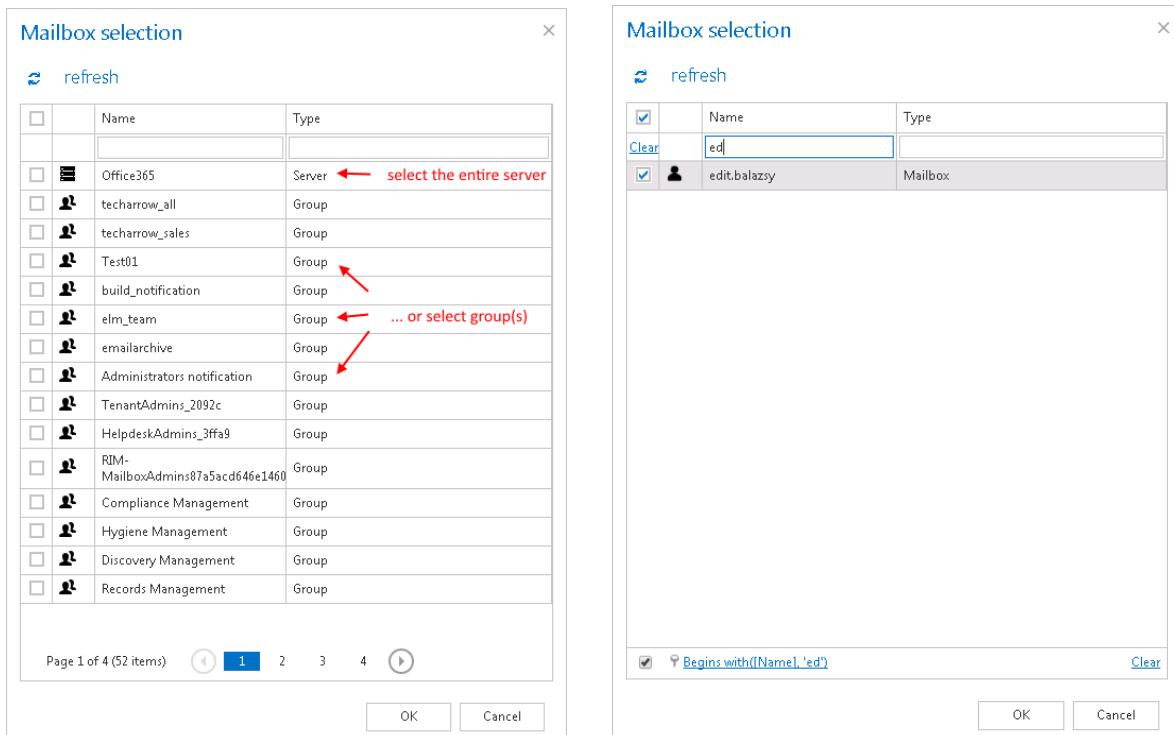 Mailbox selection
refresh
Name Type
Office365 Server select the entire server
techarrow_all Group
techarrow_sales Group
Test01 Group
build_notification Group
elm_team Group ... or select group(s)
emailarchive Group
Administrators notification Group
TenantAdmins_2092c Group
HelpdeskAdmins_3ffa9 Group
RIM-
MailboxAdmins87a5acd646e1460 Group
Compliance Management Group
Hygiene Management Group
Discovery Management Group
Records Management Group
Page 1 of 4 (52 items) 1 2 3 4
OK Cancel
Mailbox selection
refresh
Name Type
Clear ed
edit.balazsy Mailbox
Begins with([Name], 'ed') Clear
OK Cancel